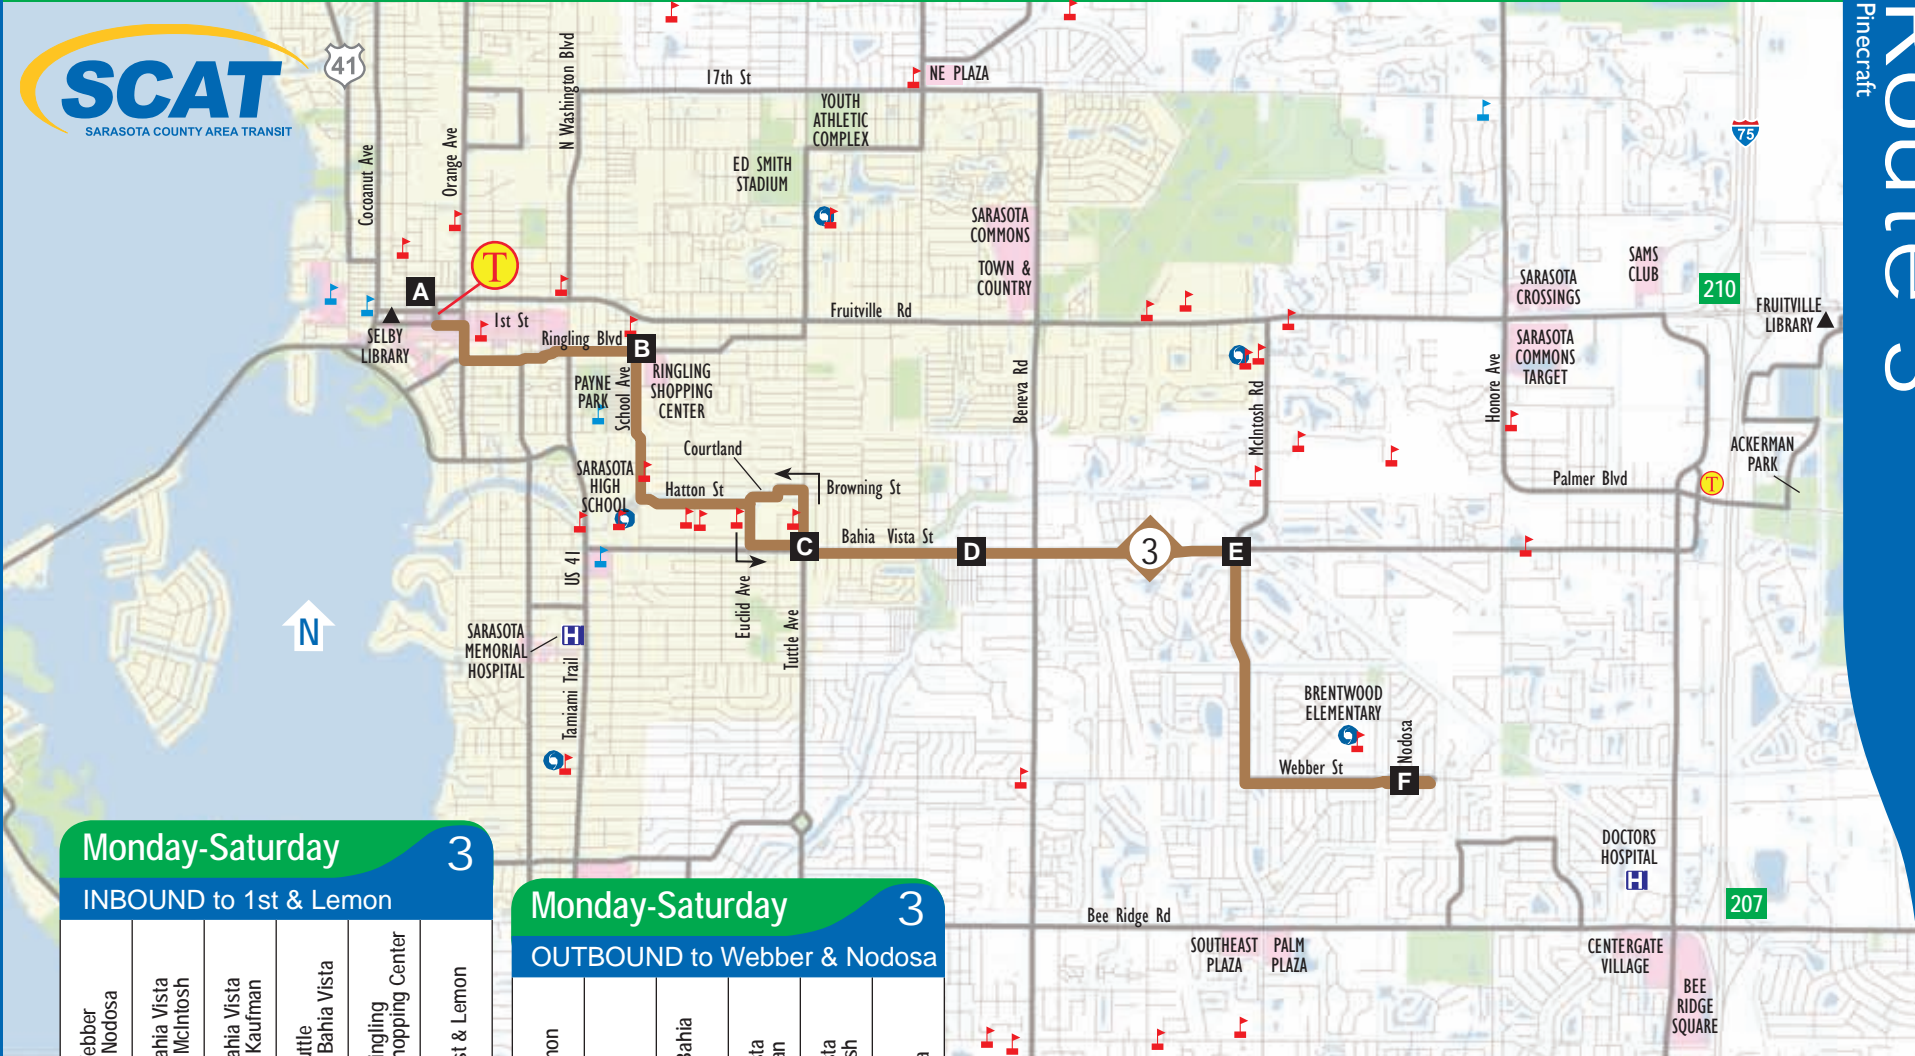 SCAT
SARASOTA COUNTY AREA TRANSIT
41
Cocoanut Ave
Orange Ave
N Washington Blvd
17th St
NE PLAZA
YOUTH
ATHLETIC
COMPLEX
ED SMITH
STADIUM
SARASOTA
COMMONS
TOWN &
COUNTRY
75
Pinecraft
SAMS
CLUB
SARASOTA
CROSSINGS
210
FRUITVILLE
LIBRARY
T
A
SELBY
LIBRARY
1st St
Ringling Blvd
B
Fruitville Rd
SARASOTA
COMMONS
TARGET
PAYNE
PARK
School Ave
RINGLING
SHOPPING
CENTER
Beneva Rd
McIntosh Rd
Honore Ave
Courtland
SARASOTA
HIGH
SCHOOL
Hatton St
Browning St
ACKERMAN
PARK
Palmer Blvd
T
C
Bahia Vista St
D
3
E
US 41
Euclid Ave
Tuttle Ave
N
SARASOTA
MEMORIAL
HOSPITAL
H
Tamiami Trail
BRENTWOOD
ELEMENTARY
Nodosa
Webber St
F
DOCTORS
HOSPITAL
H
207
Bee Ridge Rd
SOUTHEAST
PLAZA
PALM
PLAZA
CENTERGATE
VILLAGE
BEE
RIDGE
SQUARE
Monday-Saturday
3
INBOUND to 1st & Lemon
Nodosa
McIntosh
Kaufman
Bahia Vista
& Lemon
Monday-Saturday
3
OUTBOUND to Webber & Nodosa